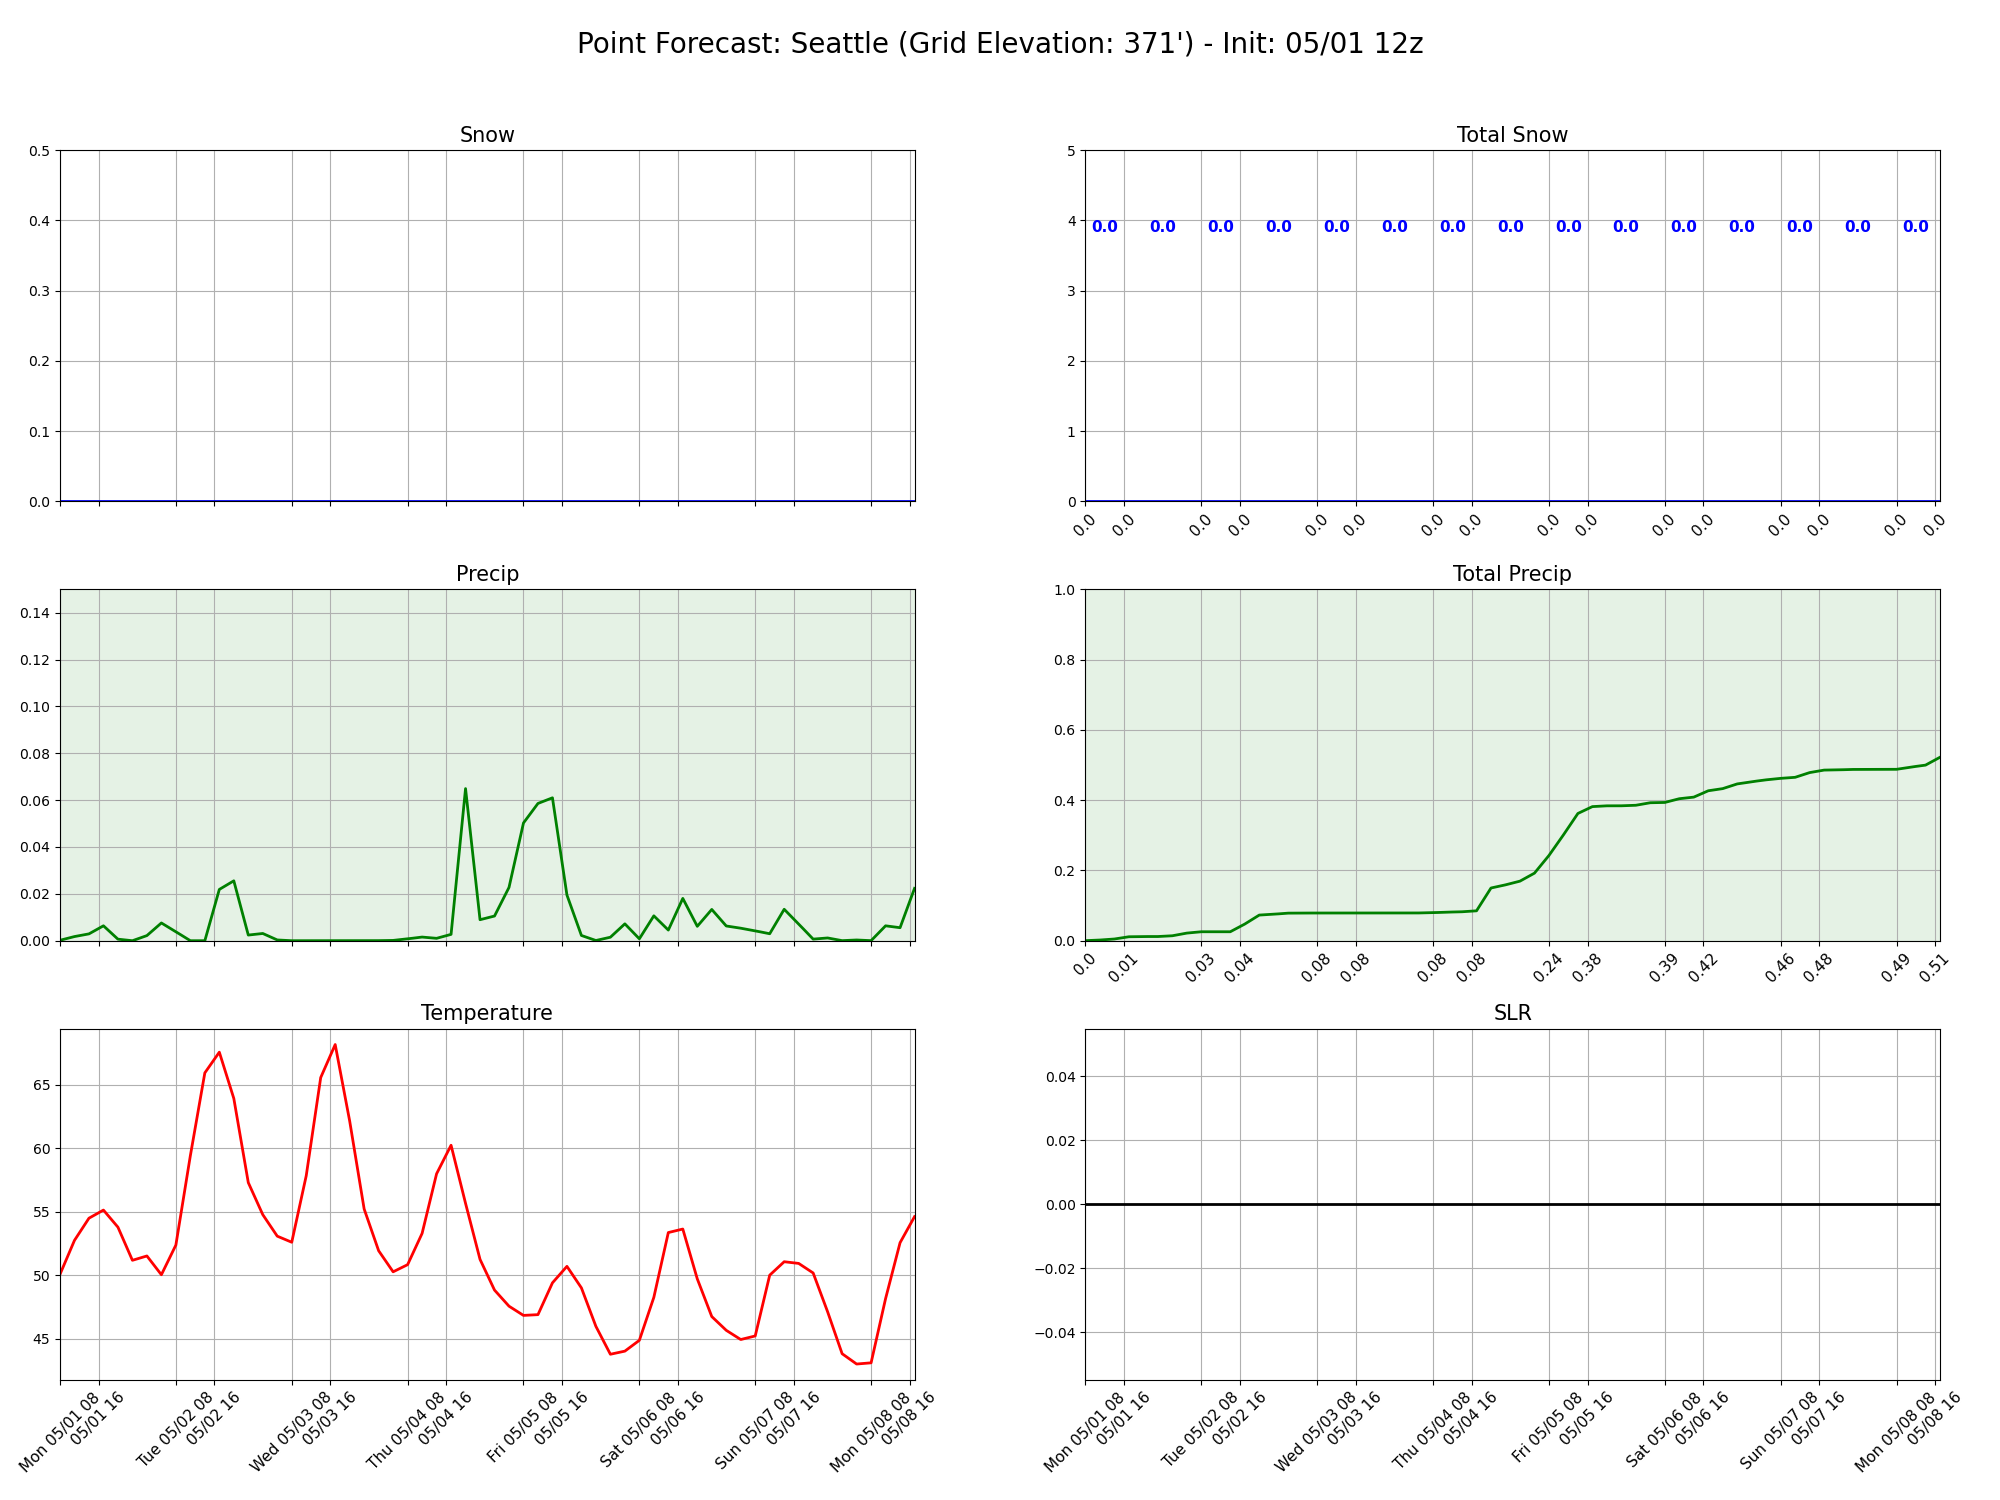 Point Forecast: Seattle (Grid Elevation: 371') - Init: 05/01 12z
Snow
0.5
0.4
0.3
0.2
0.1
0.0
Total Snow
5
4
3
2
1
0
0.0 0.0 0.0 0.0 0.0 0.0 0.0 0.0 0.0 0.0 0.0 0.0 0.0 0.0 0.0
0.0 0.0 0.0 0.0 0.0 0.0 0.0 0.0 0.0 0.0 0.0 0.0 0.0 0.0 0.0 0.0
Precip
0.14
0.12
0.10
0.08
0.06
0.04
0.02
0.00
Total Precip
1.0
0.8
0.6
0.4
0.2
0.0
0.0 0.01 0.03 0.04 0.08 0.08 0.08 0.08 0.24 0.38 0.39 0.42 0.46 0.48 0.49 0.51
Temperature
65
60
55
50
45
Mon 05/01 08
05/01 16
Tue 05/02 08
05/02 16
Wed 05/03 08
05/03 16
Thu 05/04 08
05/04 16
Fri 05/05 08
05/05 16
Sat 05/06 08
05/06 16
Sun 05/07 08
05/07 16
Mon 05/08 08
05/08 16
SLR
0.04
0.02
0.00
−0.02
−0.04
Mon 05/01 08
05/01 16
Tue 05/02 08
05/02 16
Wed 05/03 08
05/03 16
Thu 05/04 08
05/04 16
Fri 05/05 08
05/05 16
Sat 05/06 08
05/06 16
Sun 05/07 08
05/07 16
Mon 05/08 08
05/08 16